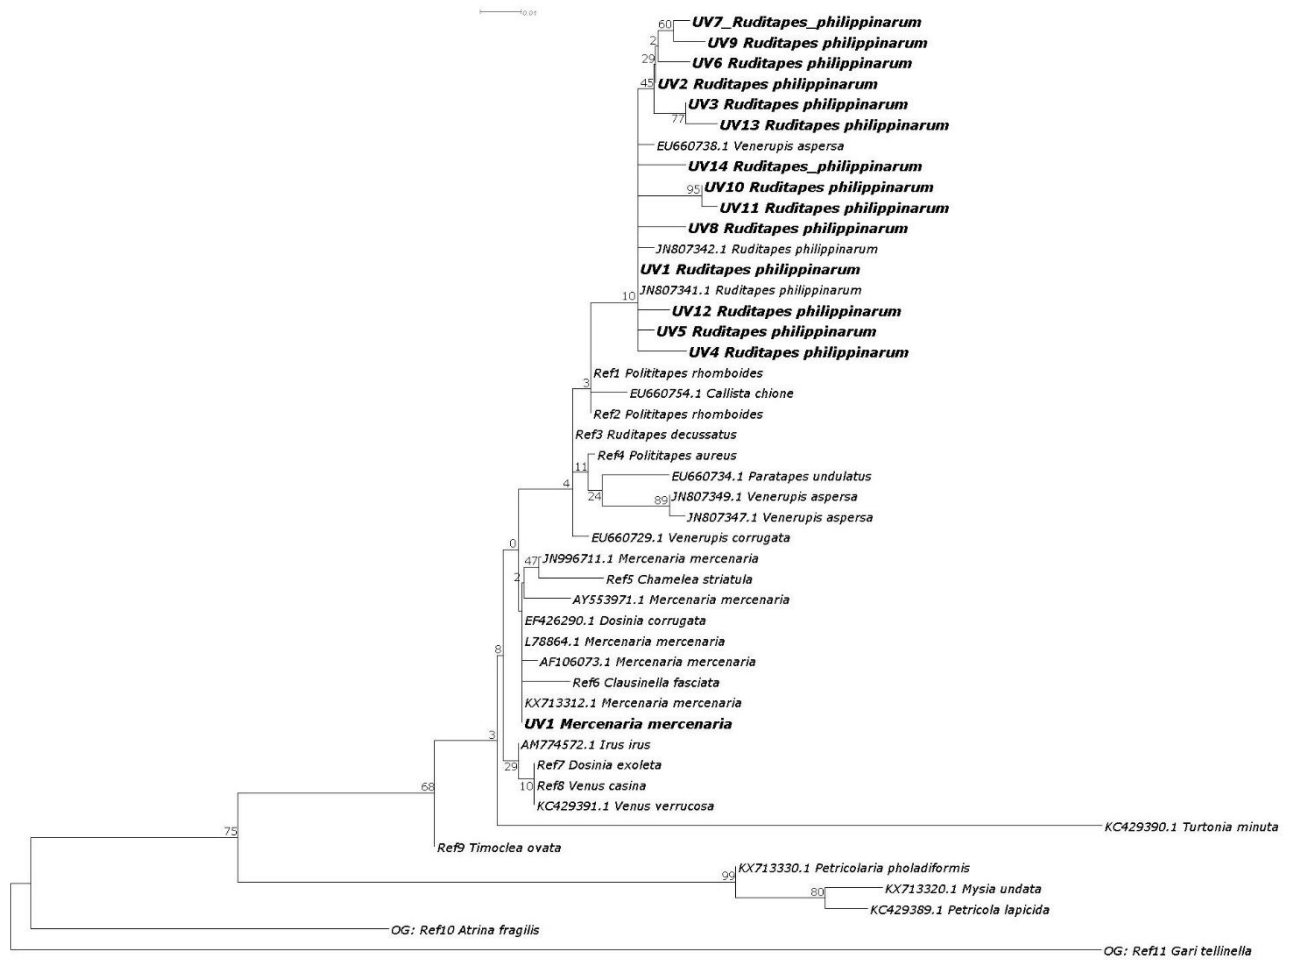 0.05
60
UV7_Ruditapes_philippinarum
2
UV9 Ruditapes philippinarum
29
UV6 Ruditapes philippinarum
45
UV2 Ruditapes philippinarum
UV3 Ruditapes philippinarum
77
UV13 Ruditapes philippinarum
EU660738.1 Venerupis aspersa
UV14 Ruditapes_philippinarum
95
UV10 Ruditapes philippinarum
UV11 Ruditapes philippinarum
UV8 Ruditapes philippinarum
JN807342.1 Ruditapes philippinarum
UV1 Ruditapes philippinarum
10
JN807341.1 Ruditapes philippinarum
UV12 Ruditapes philippinarum
UV5 Ruditapes philippinarum
UV4 Ruditapes philippinarum
Ref1 Polititapes rhomboides
3
EU660754.1 Callista chione
Ref2 Polititapes rhomboides
Ref3 Ruditapes decussatus
Ref4 Polititapes aureus
11
EU660734.1 Paratapes undulatus
4
24
89
JN807349.1 Venerupis aspersa
JN807347.1 Venerupis aspersa
EU660729.1 Venerupis corrugata
0
47
JN996711.1 Mercenaria mercenaria
2
Ref5 Chamelea striatula
AY553971.1 Mercenaria mercenaria
EF426290.1 Dosinia corrugata
L78864.1 Mercenaria mercenaria
8
AF106073.1 Mercenaria mercenaria
Ref6 Clausinella fasciata
KX713312.1 Mercenaria mercenaria
UV1 Mercenaria mercenaria
3
AM774572.1 Irus irus
29
Ref7 Dosinia exoleta
10
Ref8 Venus casina
68
KC429391.1 Venus verrucosa
KC429390.1 Turtonia minuta
75
Ref9 Timoclea ovata
KX713330.1 Petricolaria pholadiformis
99
80
KX713320.1 Mysia undata
KC429389.1 Petricola lapicida
OG: Ref10 Atrina fragilis
OG: Ref11 Gari tellinella